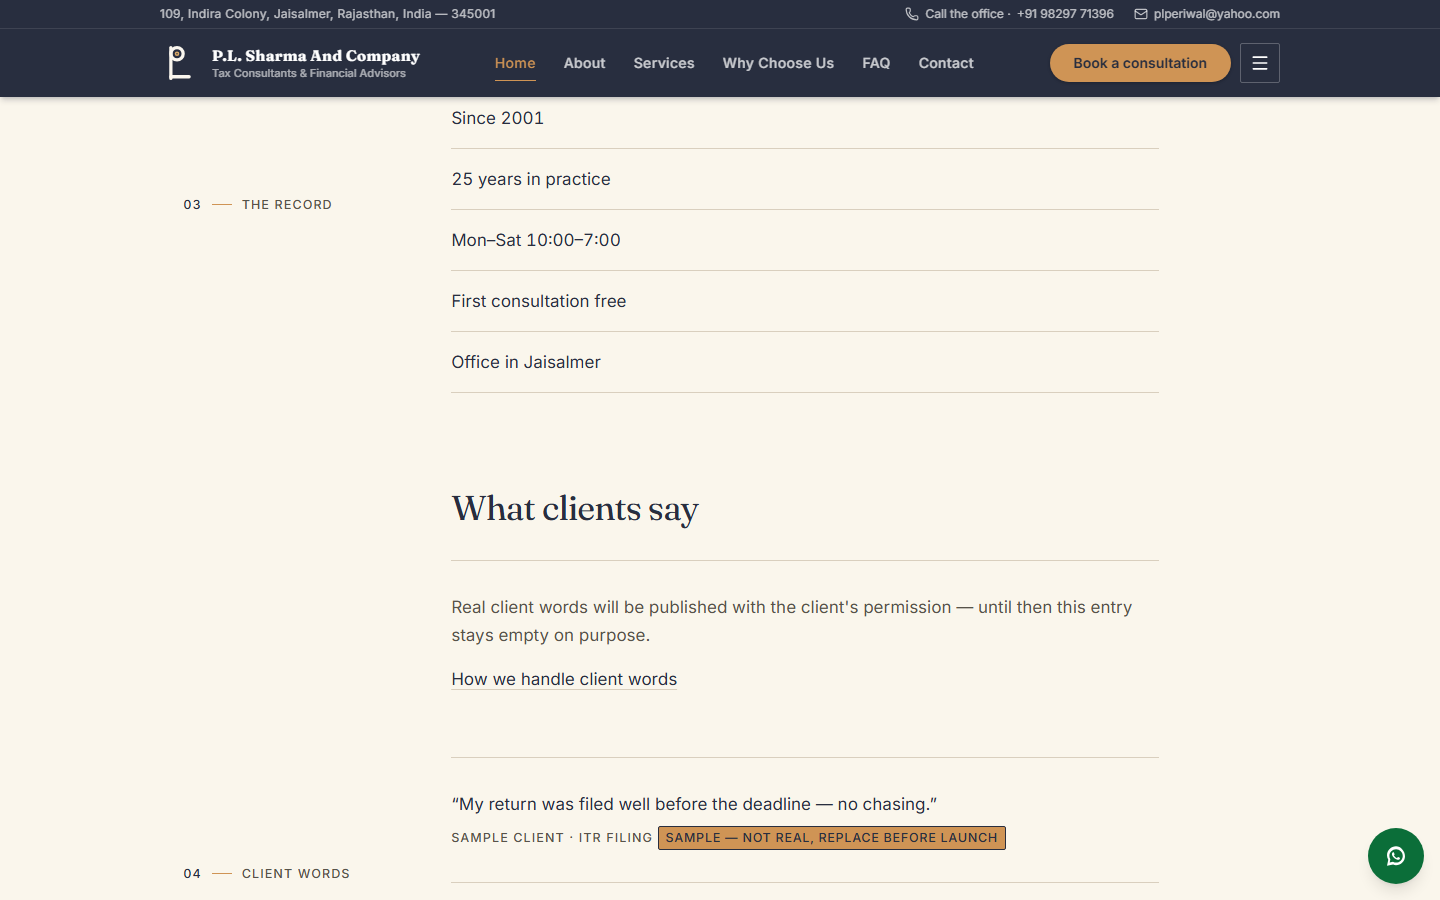 109, Indira Colony, Jaisalmer, Rajasthan, India — 345001
Call the office · +91 98297 71396
plperiwal@yahoo.com
P.L. Sharma And Company
Tax Consultants & Financial Advisors
Home
About
Services
Why Choose Us
FAQ
Contact
Book a consultation
Since 2001
25 years in practice
03 — THE RECORD
Mon–Sat 10:00–7:00
First consultation free
Office in Jaisalmer
What clients say
Real client words will be published with the client's permission — until then this entry
stays empty on purpose.
How we handle client words
“My return was filed well before the deadline — no chasing.”
SAMPLE CLIENT · ITR FILING SAMPLE — NOT REAL, REPLACE BEFORE LAUNCH
04 — CLIENT WORDS